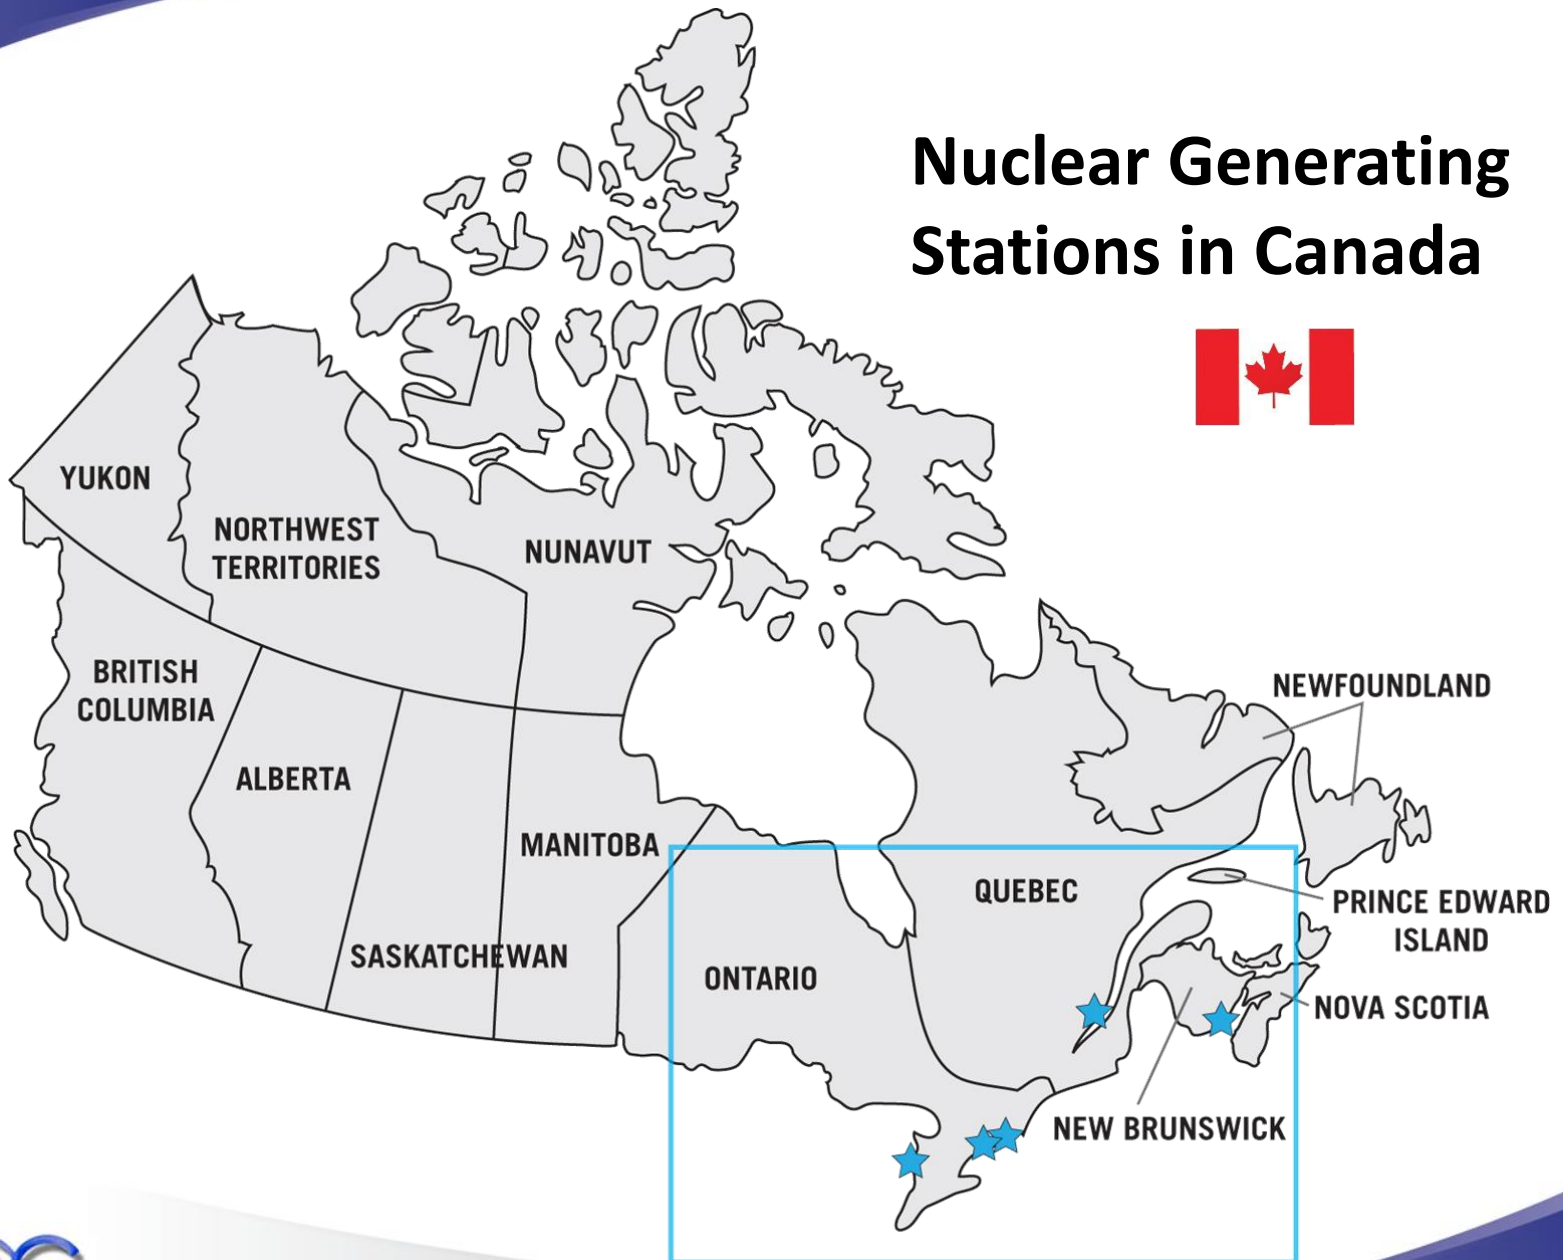 Nuclear Generating
Stations in Canada
YUKON
NORTHWEST
TERRITORIES
NUNAVUT
BRITISH
COLUMBIA
NEWFOUNDLAND
ALBERTA
MANITOBA
QUEBEC
PRINCE EDWARD
ISLAND
SASKATCHEWAN
ONTARIO
NOVA SCOTIA
NEW BRUNSWICK